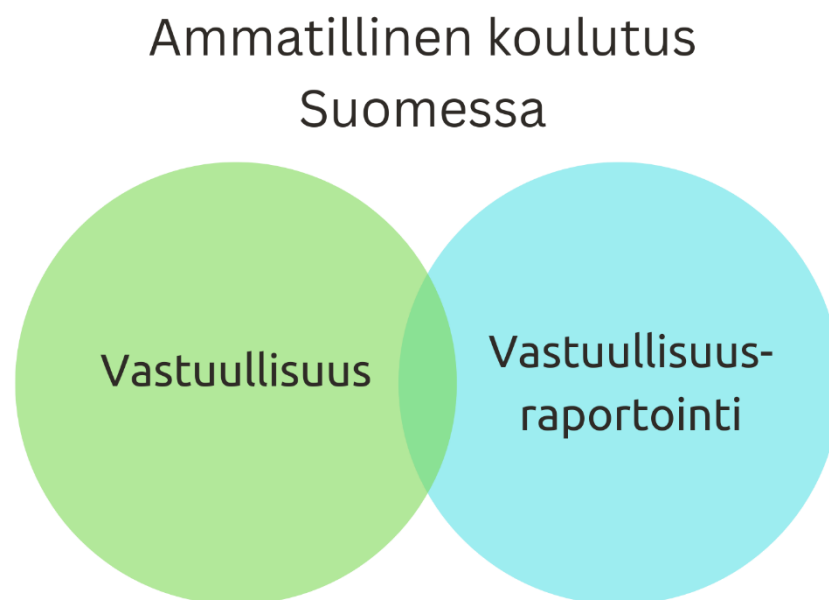 Ammatillinen koulutus
Suomessa
Vastuullisuus
Vastuullisuus-
raportointi